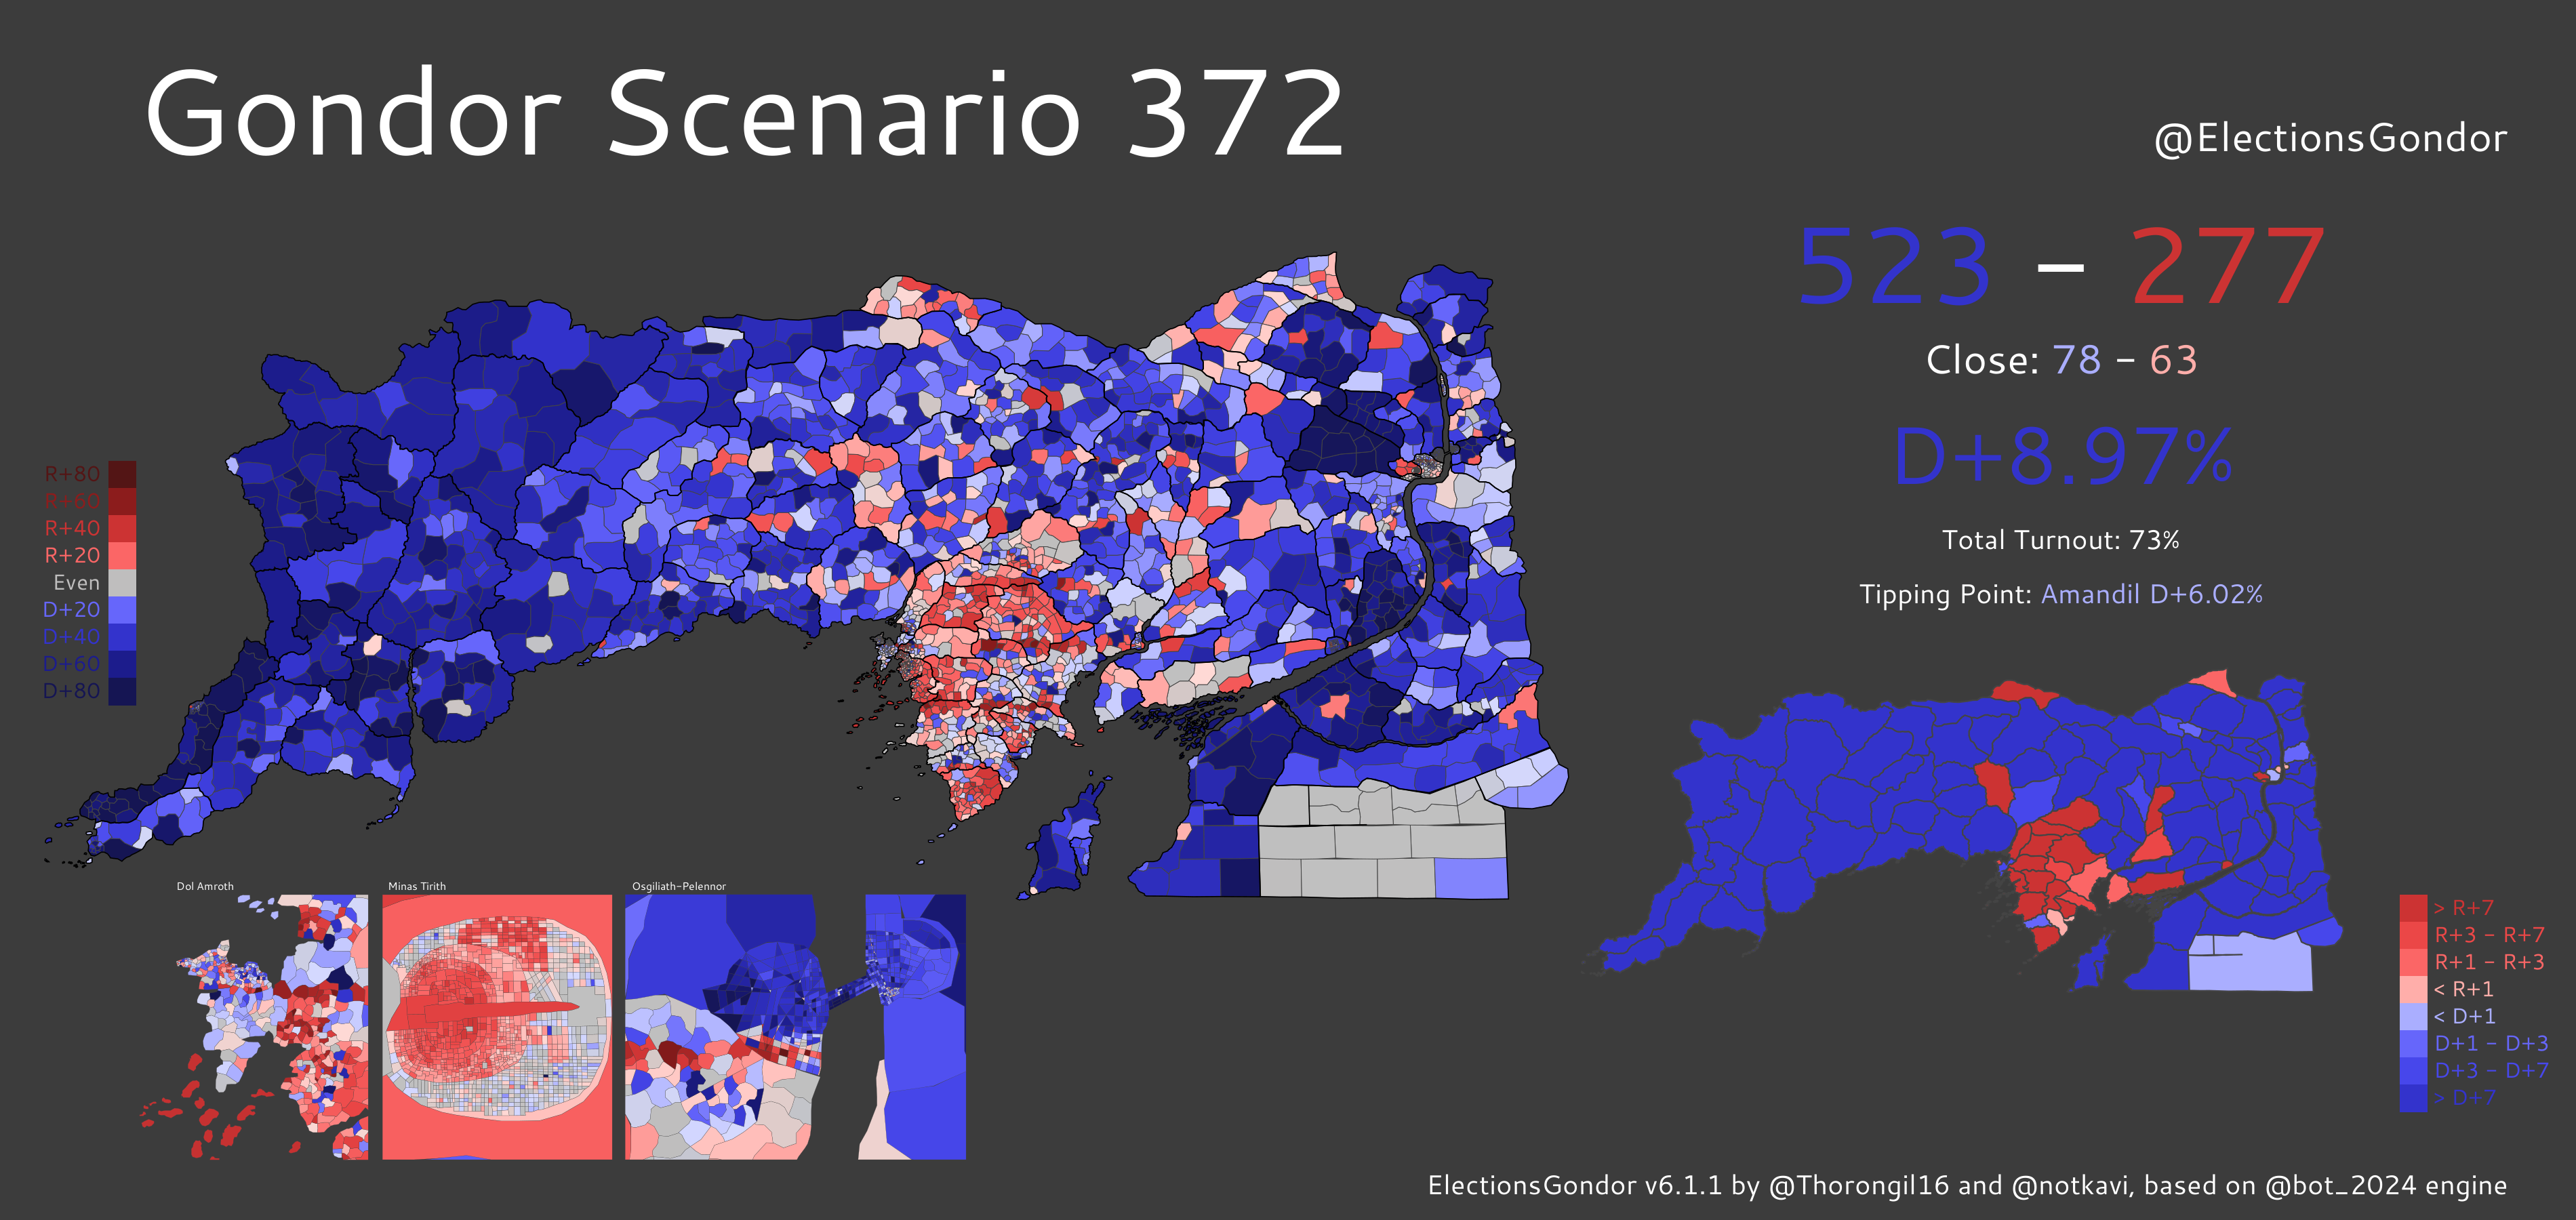 Gondor Scenario 372
@ElectionsGondor
523 – 277
Close: 78 - 63
D+8.97%
Total Turnout: 73%
Tipping Point: Amandil D+6.02%
R+80
R+60
R+40
R+20
Even
D+20
D+40
D+60
D+80
Dol Amroth
Minas Tirith
Osgiliath-Pelennor
> R+7
R+3 - R+7
R+1 - R+3
< R+1
< D+1
D+1 - D+3
D+3 - D+7
> D+7
ElectionsGondor v6.1.1 by @Thorongil16 and @notkavi, based on @bot_2024 engine